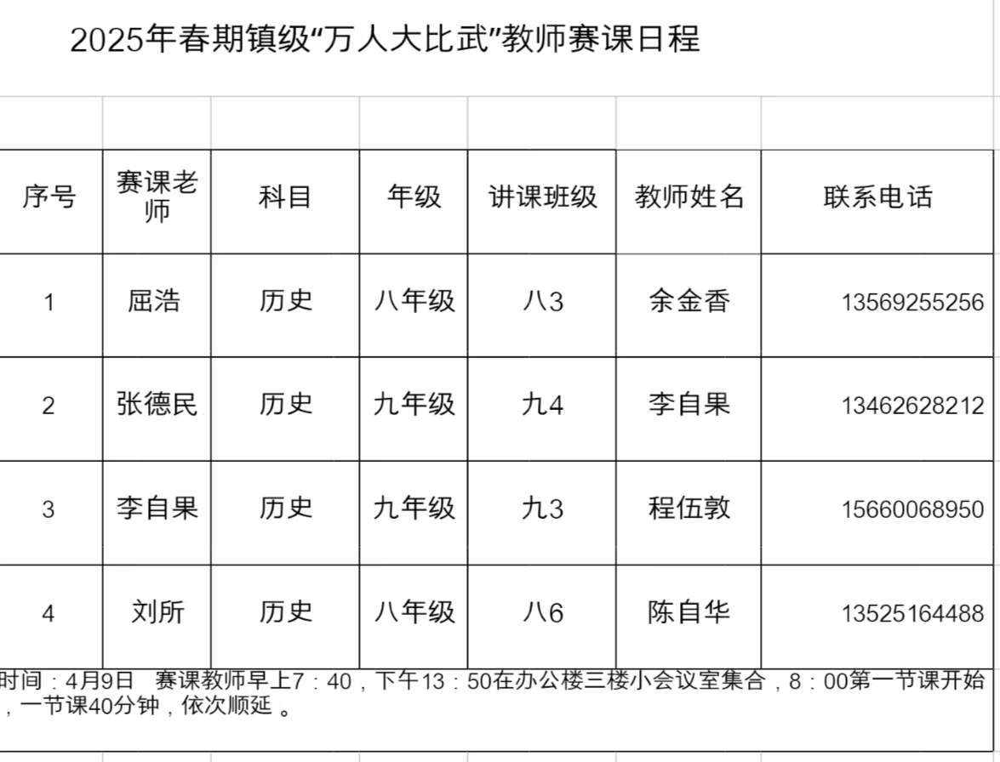 2025年春期镇级“万人大比武”教师赛课日程
序号 赛课老师 科目 年级 讲课班级 教师姓名 联系电话
1 屈浩 历史 八年级 八3 余金香 13569255256
2 张德民 历史 九年级 九4 李自果 13462628212
3 李自果 历史 九年级 九3 程伍敦 15660068950
4 刘所 历史 八年级 八6 陈自华 13525164488
时间：4月9日 赛课教师早上7：40，下午13：50在办公楼三楼小会议室集合，8：00第一节课开始
，一节课40分钟，依次顺延 。